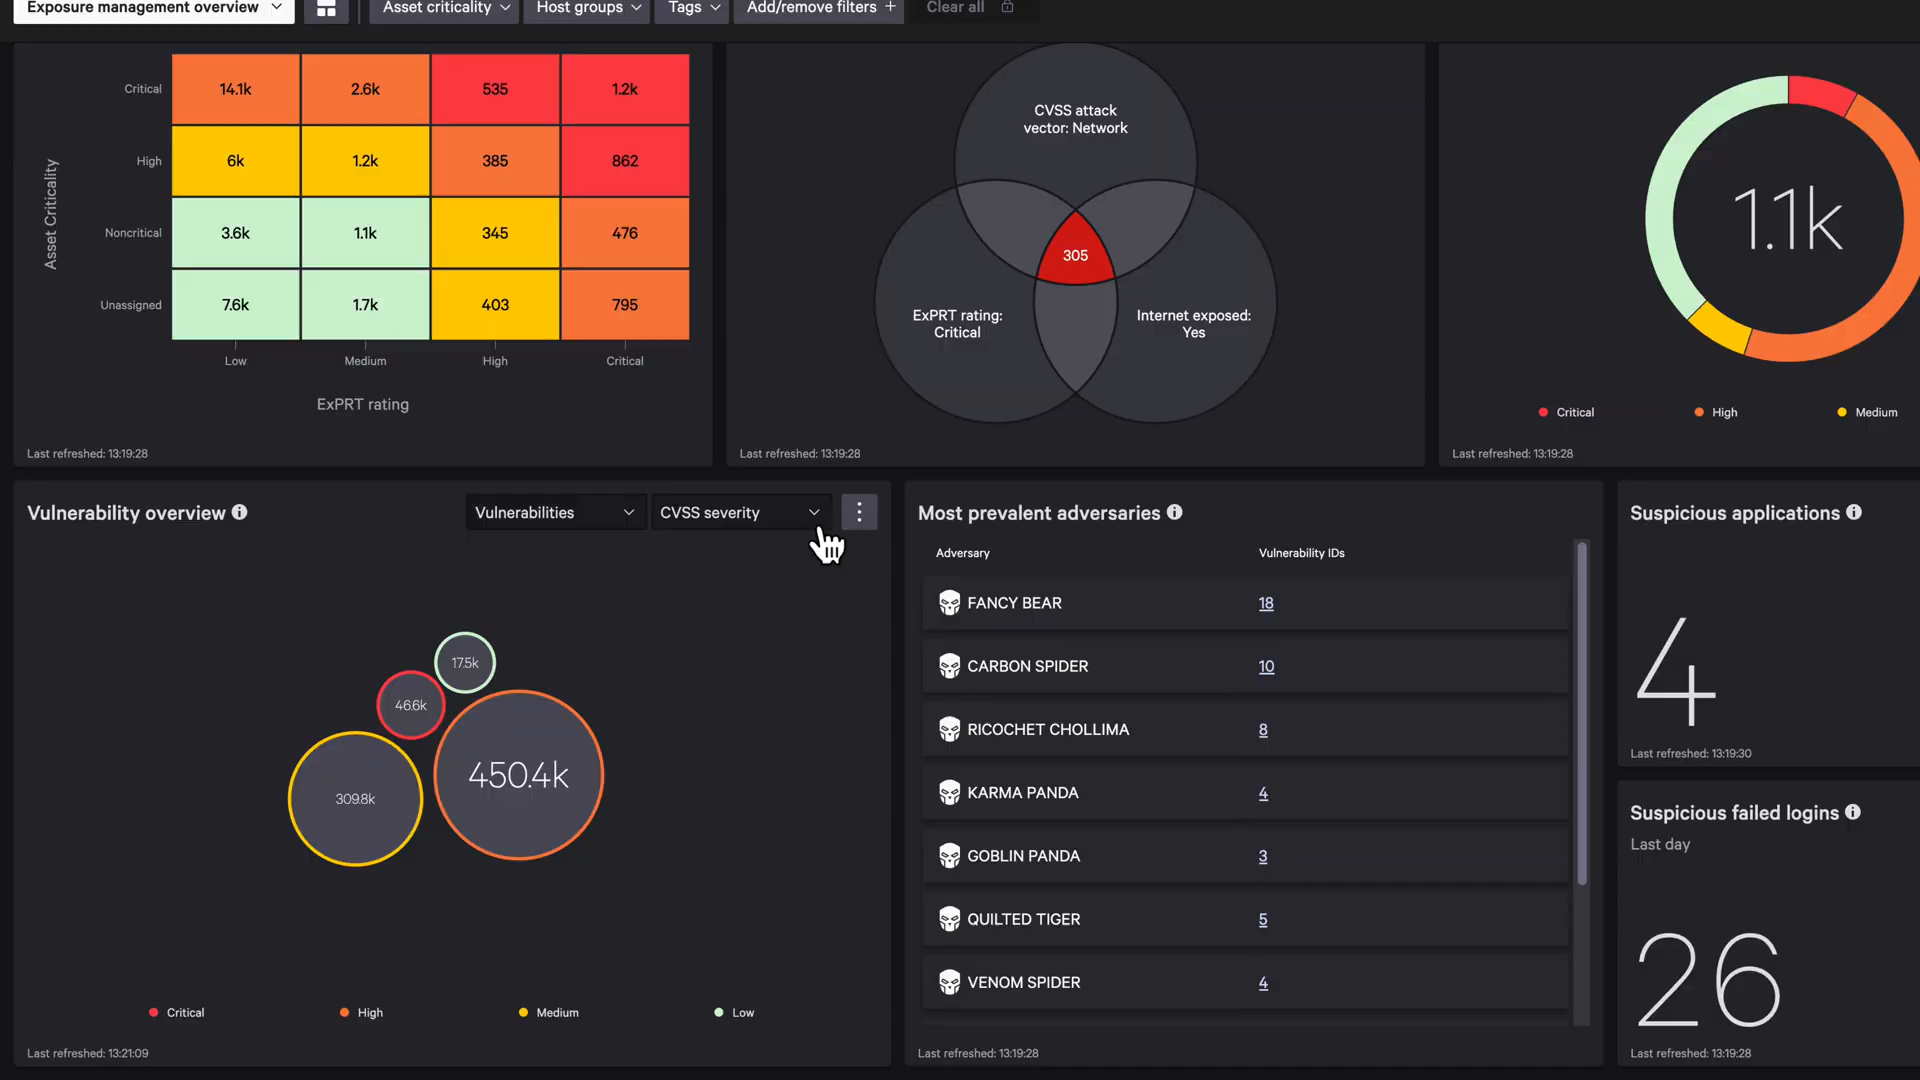 Exposure management overview
Asset criticality
Host groups
Tags
Add/remove filters +
Clear all
Asset Criticality
Critical 14.1k 2.6k 535 1.2k
High 6k 1.2k 385 862
Noncritical 3.6k 1.1k 345 476
Unassigned 7.6k 1.7k 403 795
Low Medium High Critical
ExPRT rating
Last refreshed: 13:19:28
CVSS attack
vector: Network
305
ExPRT rating:
Critical
Internet exposed:
Yes
Last refreshed: 13:19:28
1.1k
Critical
High
Medium
Last refreshed: 13:19:28
Vulnerability overview
Vulnerabilities
CVSS severity
17.5k
46.6k
450.4k
309.8k
Critical
High
Medium
Low
Last refreshed: 13:21:09
Most prevalent adversaries
Adversary Vulnerability IDs
FANCY BEAR 18
CARBON SPIDER 10
RICOCHET CHOLLIMA 8
KARMA PANDA 4
GOBLIN PANDA 3
QUILTED TIGER 5
VENOM SPIDER 4
Last refreshed: 13:19:28
Suspicious applications
4
Last refreshed: 13:19:30
Suspicious failed logins
Last day
26
Last refreshed: 13:19:28